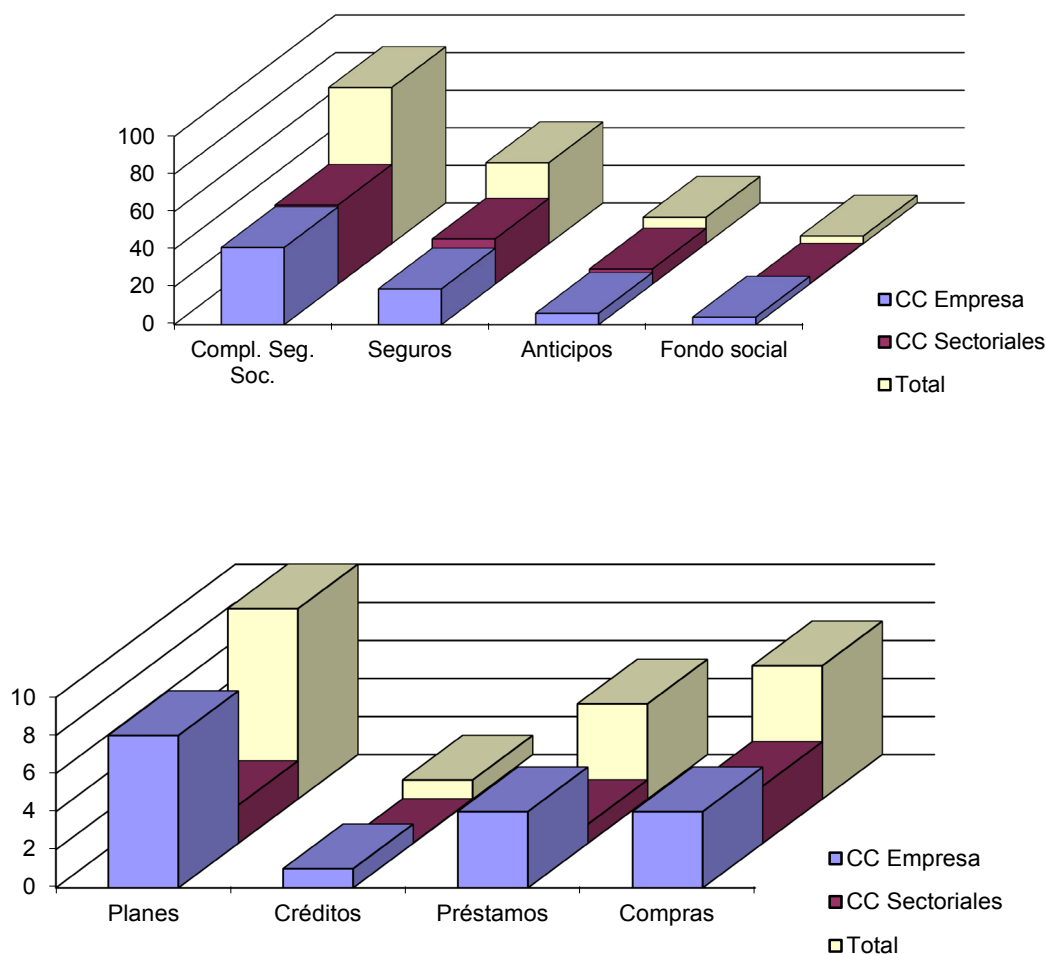 100
80
60
40
20
0
Compl. Seg.
Soc.
Seguros
Anticipos
Fondo social
CC Empresa
CC Sectoriales
Total
10
8
6
4
2
0
Planes
Créditos
Préstamos
Compras
CC Empresa
CC Sectoriales
Total